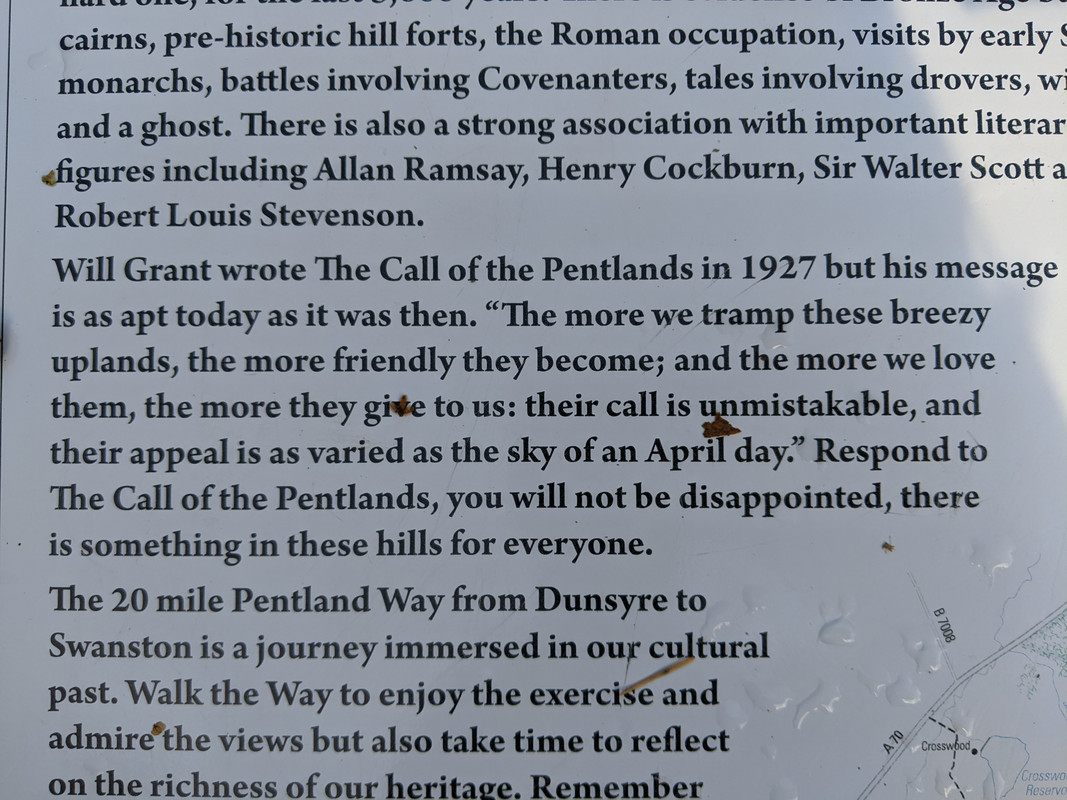 cairns, pre-historic hill forts, the Roman occupation, visits by early
monarchs, battles involving Covenanters, tales involving drovers,
and a ghost. There is also a strong association with important
figures including Allan Ramsay, Henry Cockburn, Sir Walter Scott
Robert Louis Stevenson.
Will Grant wrote The Call of the Pentlands in 1927 but his message
is as apt today as it was then. “The more we tramp these breezy
uplands, the more friendly they become; and the more we love
them, the more they give to us: their call is unmistakable, and
their appeal is as varied as the sky of an April day.” Respond to
The Call of the Pentlands, you will not be disappointed, there
is something in these hills for everyone.
The 20 mile Pentland Way from Dunsyre to
Swanston is a journey immersed in our cultural
past. Walk the Way to enjoy the exercise and
admire the views but also take time to reflect
on the richness of our heritage. Remember
B 7008
A 70
Crosswood